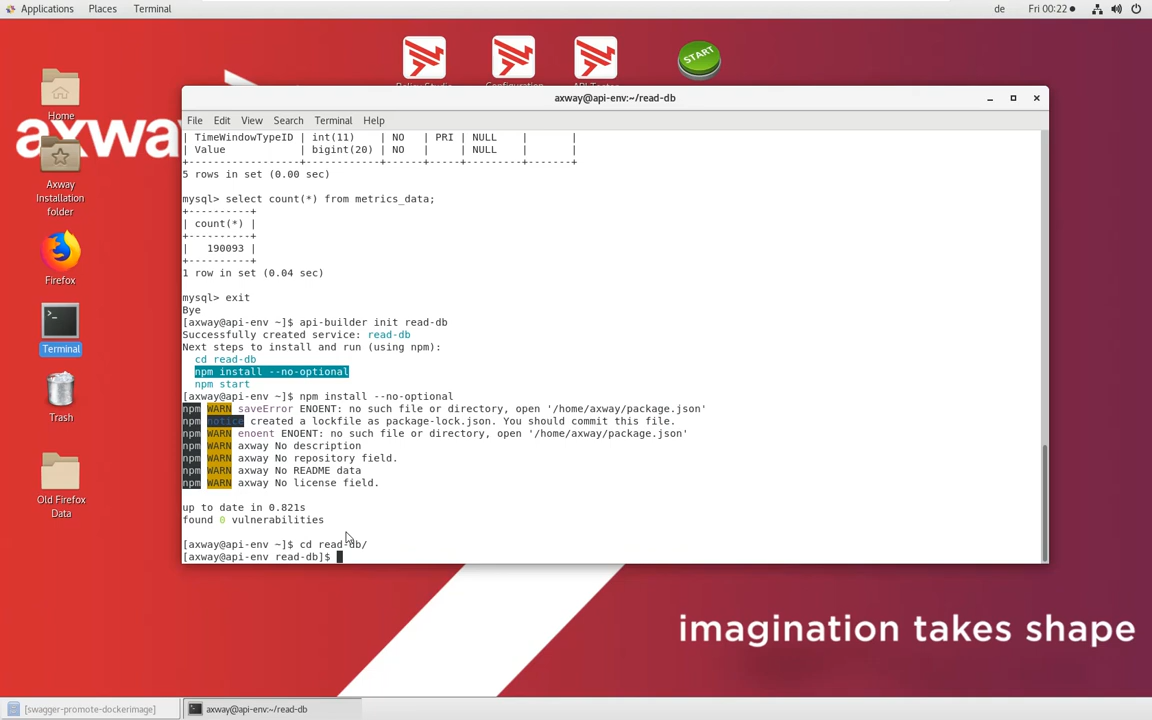 Applications Places Terminal de Fri 00:22
START
Home
axway
Axway
Installation
folder
Firefox
Terminal
Trash
Old Firefox
Data
axway@api-env:~/read-db
File Edit View Search Terminal Help
| TimeWindowTypeID | int(11) | NO | PRI | NULL | |
| Value | bigint(20) | NO | | NULL | |
+------------------+------------+------+-----+---------+-------+
5 rows in set (0.00 sec)
mysql> select count(*) from metrics_data;
+----------+
| count(*) |
+----------+
| 190093 |
+----------+
1 row in set (0.04 sec)
mysql> exit
Bye
[axway@api-env ~]$ api-builder init read-db
Successfully created service: read-db
Next steps to install and run (using npm):
cd read-db
npm install --no-optional
npm start
[axway@api-env ~]$ npm install --no-optional
npm WARN saveError ENOENT: no such file or directory, open '/home/axway/package.json'
npm notice created a lockfile as package-lock.json. You should commit this file.
npm WARN enoent ENOENT: no such file or directory, open '/home/axway/package.json'
npm WARN axway No description
npm WARN axway No repository field.
npm WARN axway No README data
npm WARN axway No license field.
up to date in 0.821s
found 0 vulnerabilities
[axway@api-env ~]$ cd read-db/
[axway@api-env read-db]$
imagination takes shape
[swagger-promote-dockerimage] axway@api-env:~/read-db